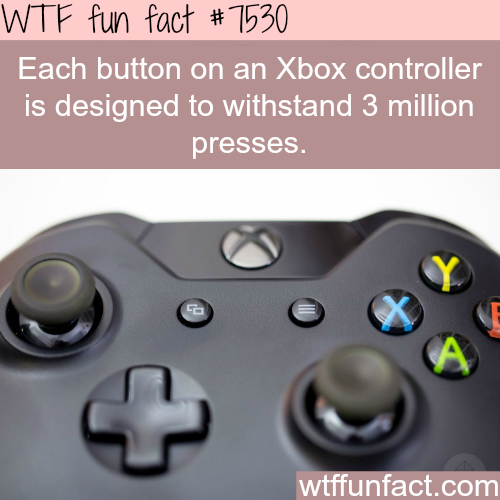 WTF fun fact #7530
Each button on an Xbox controller
is designed to withstand 3 million
presses.
Y
X
B
A
wtffunfact.com